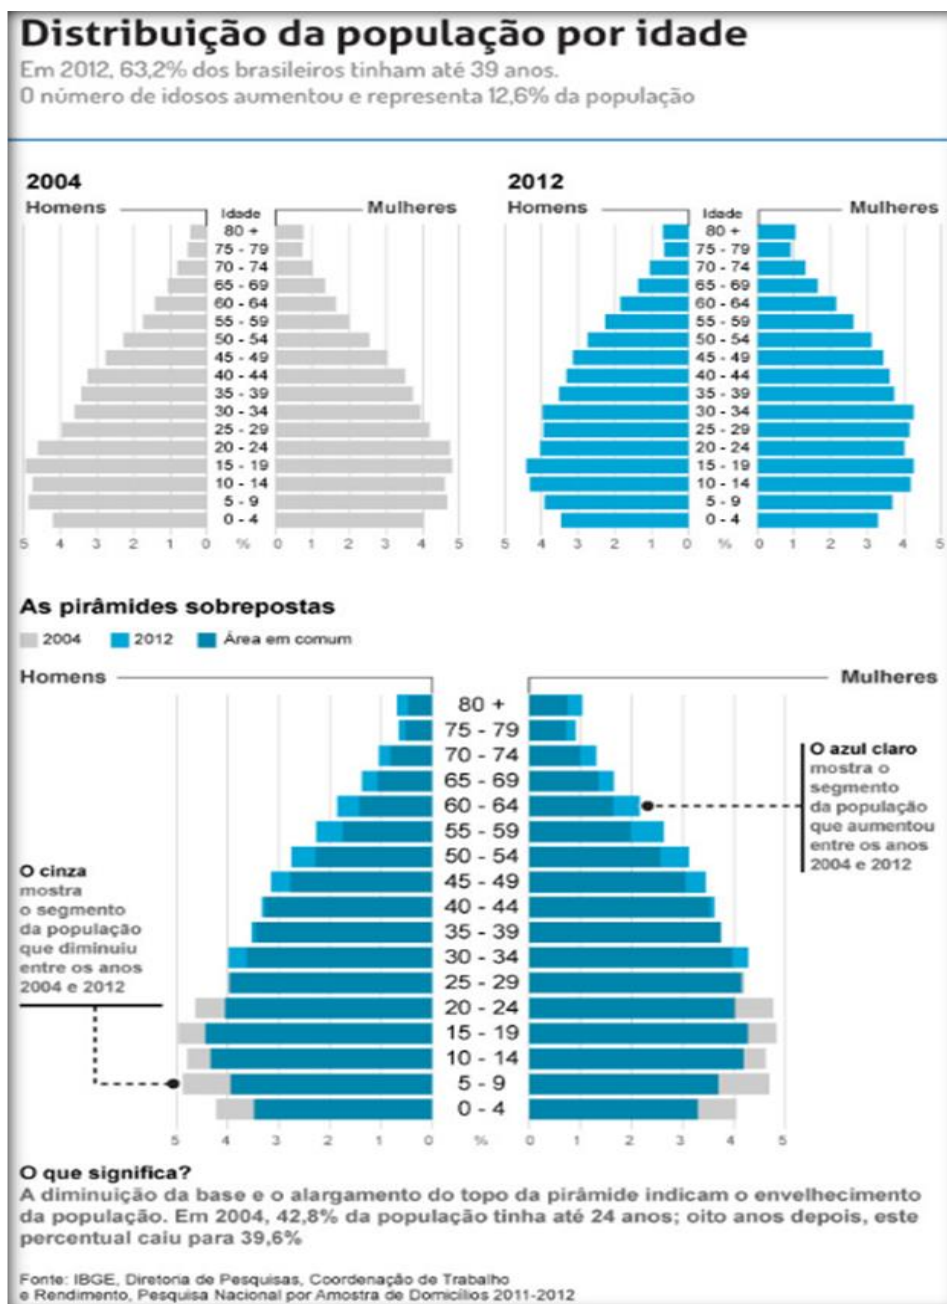 Distribuição da população por idade
Em 2012, 63,2% dos brasileiros tinham até 39 anos.
O número de idosos aumentou e representa 12,6% da população
2004
Homens
Idade
Mulheres
80 +
75 - 79
70 - 74
65 - 69
60 - 64
55 - 59
50 - 54
45 - 49
40 - 44
35 - 39
30 - 34
25 - 29
20 - 24
15 - 19
10 - 14
5 - 9
0 - 4
5 4 3 2 1 0 % 0 1 2 3 4 5
2012
Homens
Idade
Mulheres
80 +
75 - 79
70 - 74
65 - 69
60 - 64
55 - 59
50 - 54
45 - 49
40 - 44
35 - 39
30 - 34
25 - 29
20 - 24
15 - 19
10 - 14
5 - 9
0 - 4
5 4 3 2 1 0 % 0 1 2 3 4 5
As pirâmides sobrepostas
2004 2012 Área em comum
Homens
Mulheres
80 +
75 - 79
70 - 74
65 - 69
60 - 64
55 - 59
50 - 54
45 - 49
40 - 44
35 - 39
30 - 34
25 - 29
20 - 24
15 - 19
10 - 14
5 - 9
0 - 4
5 4 3 2 1 0 % 0 1 2 3 4 5
O azul claro
mostra o
segmento
da população
que aumentou
entre os anos
2004 e 2012
O cinza
mostra
o segmento
da população
que diminuiu
entre os anos
2004 e 2012
O que significa?
A diminuição da base e o alargamento do topo da pirâmide indicam o envelhecimento
da população. Em 2004, 42,8% da população tinha até 24 anos; oito anos depois, este
percentual caiu para 39,6%
Fonte: IBGE, Diretoria de Pesquisas, Coordenação de Trabalho
e Rendimento, Pesquisa Nacional por Amostra de Domicílios 2011-2012